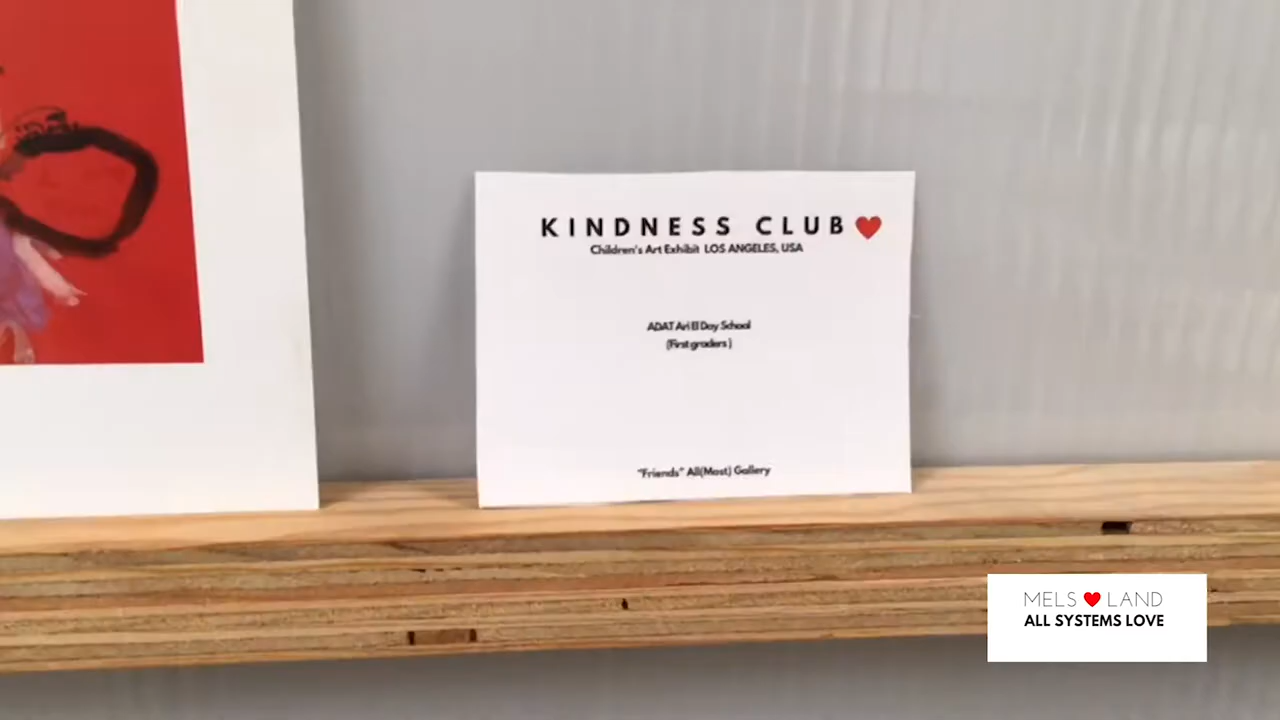 KINDNESS CLUB❤
Children's Art Exhibit LOS ANGELES, USA
ADAT Ari El Day School
(First graders)
"Friends" All(Most) Gallery
MELS❤LAND
ALL SYSTEMS LOVE